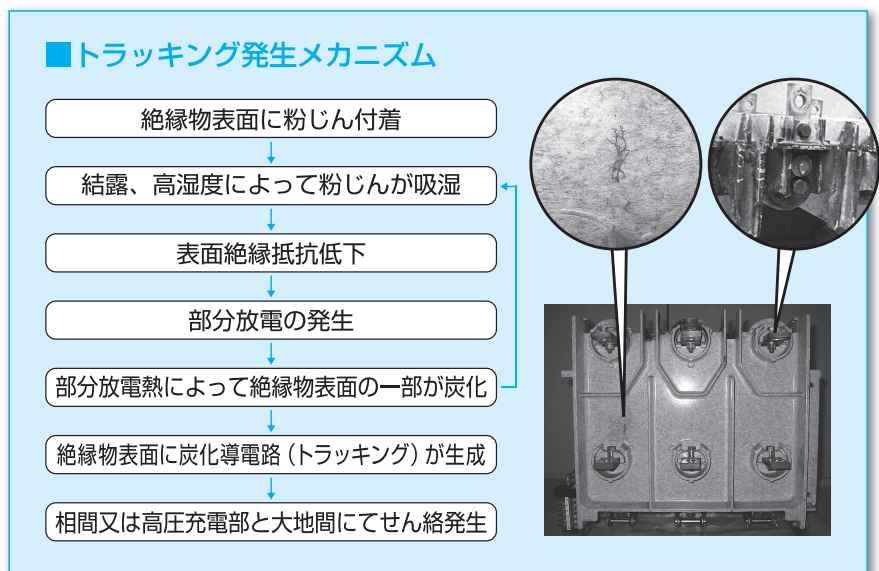 ■トラッキング発生メカニズム
絶縁物表面に粉じん付着
結露、高湿度によって粉じんが吸湿
表面絶縁抵抗低下
部分放電の発生
部分放電熱によって絶縁物表面の一部が炭化
絶縁物表面に炭化導電路（トラッキング）が生成
相間又は高圧充電部と大地間にてせん絡発生